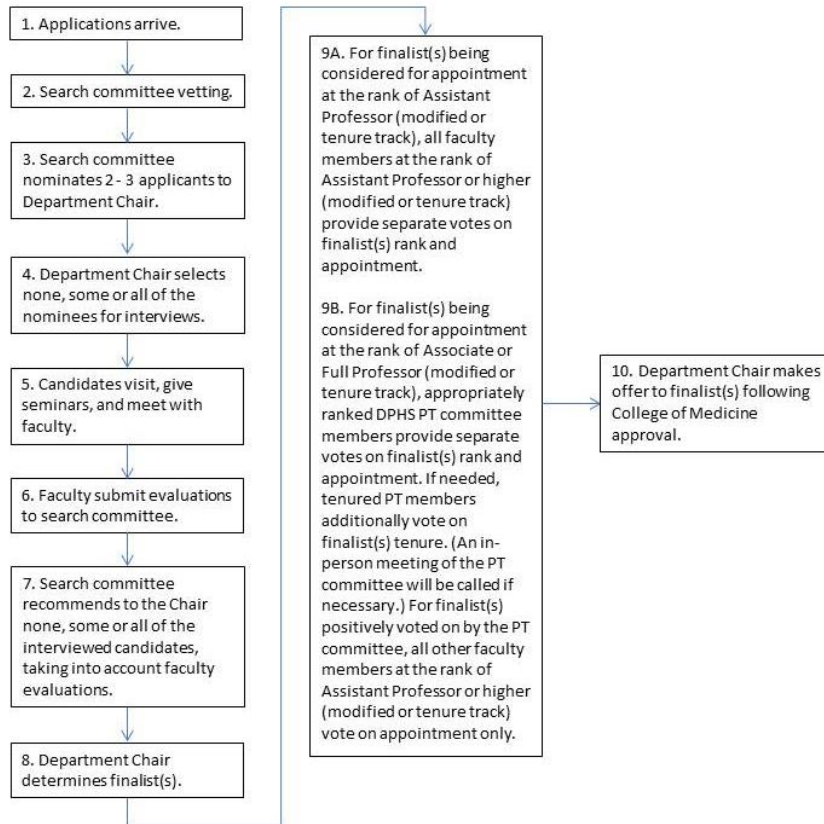 1. Applications arrive.
2. Search committee vetting.
3. Search committee
nominates 2 - 3 applicants to
Department Chair.
4. Department Chair selects
none, some or all of the
nominees for interviews.
5. Candidates visit, give
seminars, and meet with
faculty.
6. Faculty submit evaluations
to search committee.
7. Search committee
recommends to the Chair
none, some or all of the
interviewed candidates,
taking into account faculty
evaluations.
8. Department Chair
determines finalist(s).
9A. For finalist(s) being
considered for appointment
at the rank of Assistant
Professor (modified or
tenure track), all faculty
members at the rank of
Assistant Professor or higher
(modified or tenure track)
provide separate votes on
finalist(s) rank and
appointment.
9B. For finalist(s) being
considered for appointment
at the rank of Associate or
Full Professor (modified or
tenure track), appropriately
ranked DPHS PT committee
members provide separate
votes on finalist(s) rank and
appointment. If needed,
tenured PT members
additionally vote on
finalist(s) tenure. (An in-
person meeting of the PT
committee will be called if
necessary.) For finalist(s)
positively voted on by the PT
committee, all other faculty
members at the rank of
Assistant Professor or higher
(modified or tenure track)
vote on appointment only.
10. Department Chair makes
offer to finalist(s) following
College of Medicine
approval.